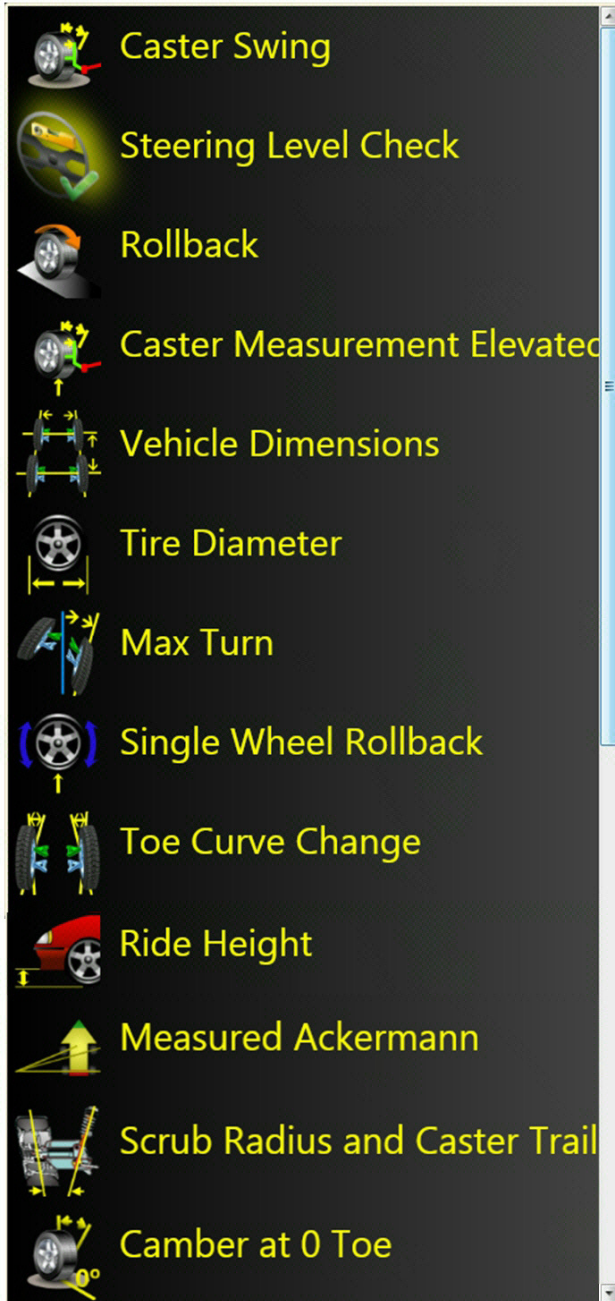 Caster Swing
Steering Level Check
Rollback
Caster Measurement Elevated
Vehicle Dimensions
Tire Diameter
Max Turn
Single Wheel Rollback
Toe Curve Change
Ride Height
Measured Ackermann
Scrub Radius and Caster Trail
Camber at 0 Toe
0°